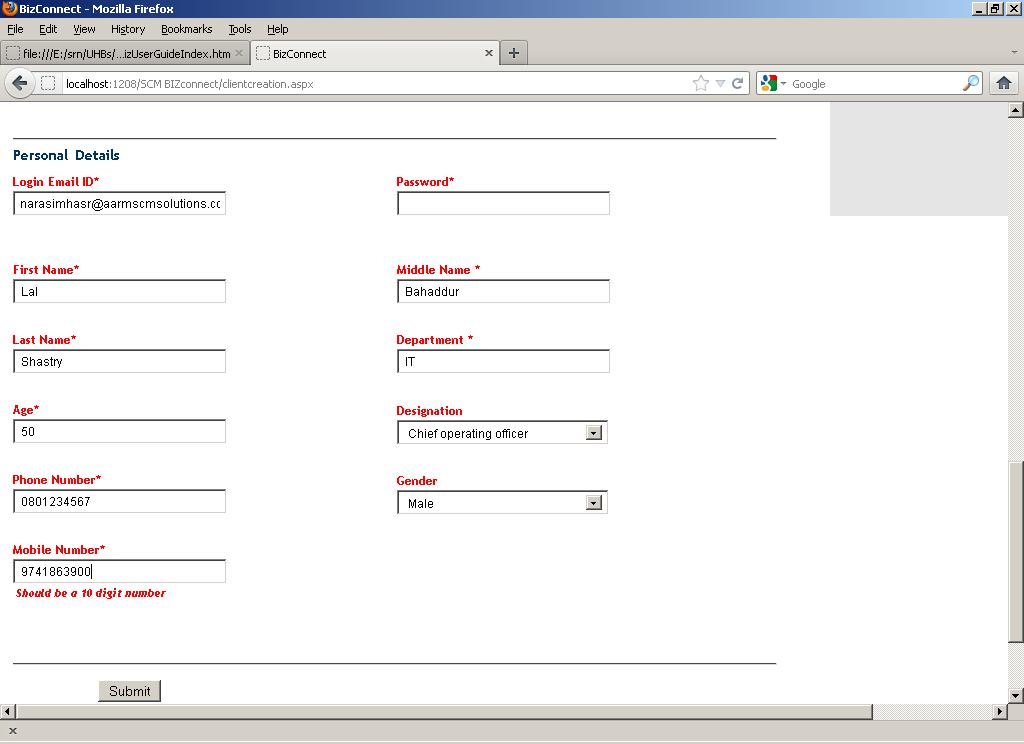 BizConnect - Mozilla Firefox
File Edit View History Bookmarks Tools Help
file:///E:/srn/UHBs/...izUserGuideIndex.htm
BizConnect
localhost:1208/SCM BIZconnect/clientcreation.aspx
Google
Personal Details
Login Email ID* Password*
narasimhasr@aarmscmsolutions.cc
First Name* Middle Name *
Lal Bahaddur
Last Name* Department *
Shastry IT
Age* Designation
50 Chief operating officer
Phone Number* Gender
0801234567 Male
Mobile Number*
9741863900
Should be a 10 digit number
Submit